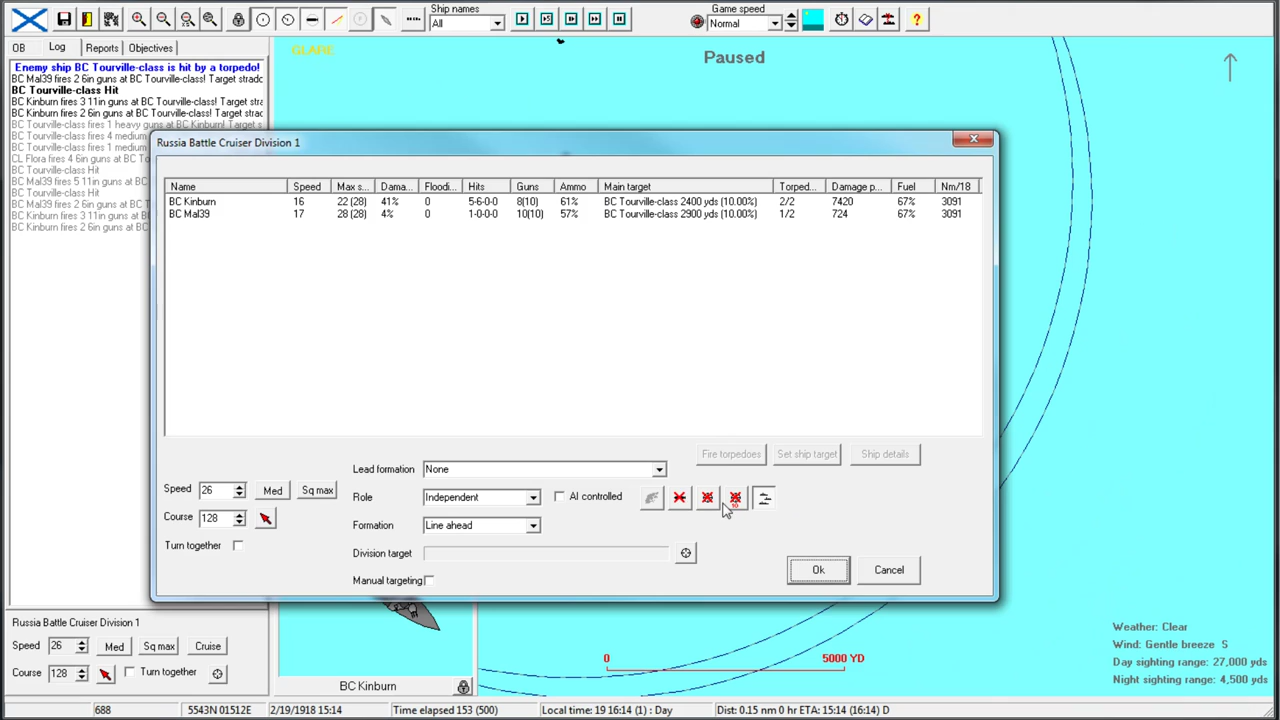 Ship names
All
Game speed
Normal
OB Log Reports Objectives
GLARE
Paused
Enemy ship BC Tourville-class is hit by a torpedo!
BC Mal39 fires 2 6in guns at BC Tourville-class! Target stradd
BC Tourville-class Hit
BC Kinburn fires 3 11in guns at BC Tourville-class! Target stra
BC Kinburn fires 2 6in guns at BC Tourville-class! Target strad
BC Tourville-class fires 1 heavy guns at BC Kinburn! Target s
BC Tourville-class fires 4 medium
BC Tourville-class fires 1 medium
CL Flora fires 4 6in guns at BC
BC Tourville-class Hit
BC Mal39 fires 5 11in guns at BC
BC Tourville-class Hit
BC Mal39 fires 2 6in guns at BC
BC Kinburn fires 3 11in guns at
BC Kinburn fires 2 6in guns at B
Russia Battle Cruiser Division 1
Name Speed Max s... Dama... Floodi... Hits Guns Ammo Main target Torped... Damage p... Fuel Nm/18
BC Kinburn 16 22 (28) 41% 0 5-6-0-0 8(10) 61% BC Tourville-class 2400 yds (10.00%) 2/2 7420 67% 3091
BC Mal39 17 28 (28) 4% 0 1-0-0-0 10(10) 57% BC Tourville-class 2900 yds (10.00%) 1/2 724 67% 3091
Fire torpedoes Set ship target Ship details
Lead formation None
Speed 26 Med Sq max
Role Independent AI controlled
10
Course 128
Formation Line ahead
Turn together
Division target
Manual targeting
Ok Cancel
Russia Battle Cruiser Division 1
Speed 26 Med Sq max Cruise
Course 128 Turn together
BC Kinburn
0 5000 YD
Weather: Clear
Wind: Gentle breeze S
Day sighting range: 27,000 yds
Night sighting range: 4,500 yds
688 5543N 01512E 2/19/1918 15:14 Time elapsed 153 (500) Local time: 19 16:14 (1) : Day Dist: 0.15 nm 0 hr ETA: 15:14 (16:14) D